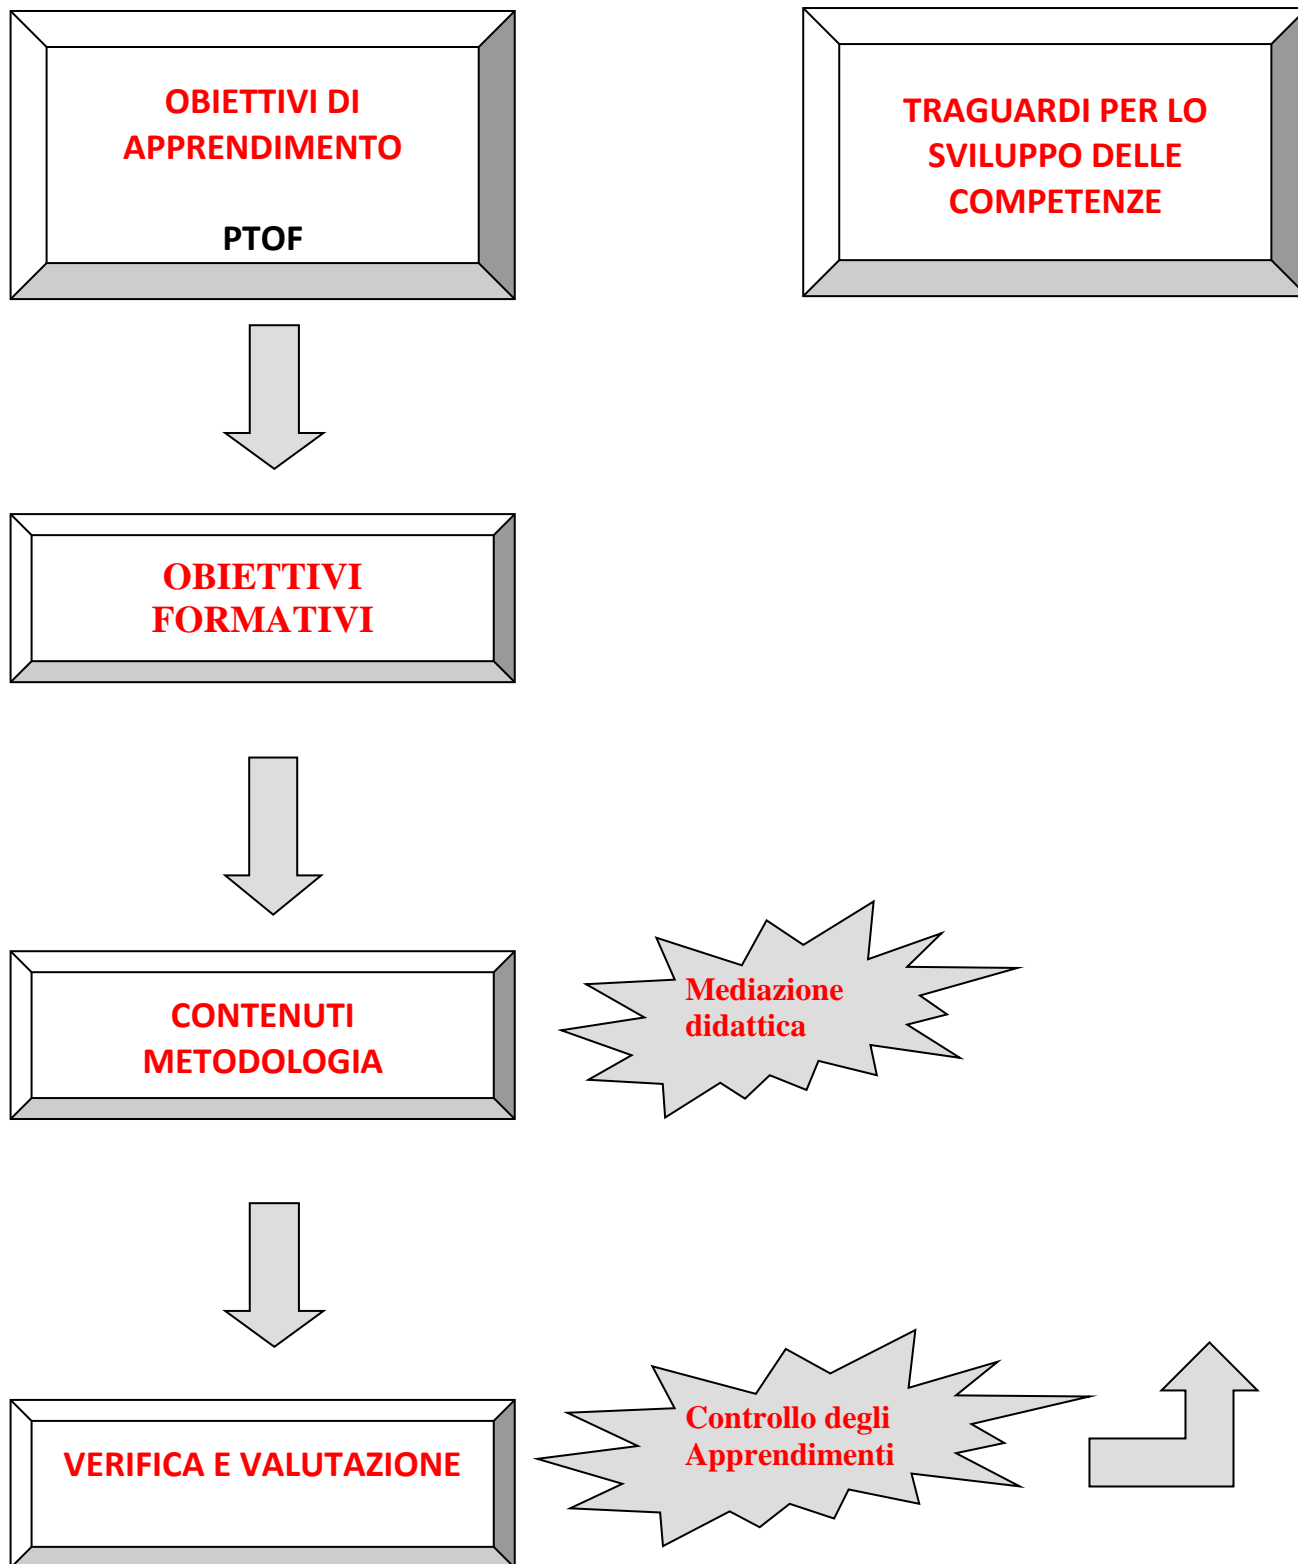 OBIETTIVI DI
APPRENDIMENTO
PTOF
TRAGUARDI PER LO
SVILUPPO DELLE
COMPETENZE
OBIETTIVI
FORMATIVI
CONTENUTI
METODOLOGIA
Mediazione
didattica
VERIFICA E VALUTAZIONE
Controllo degli
Apprendimenti